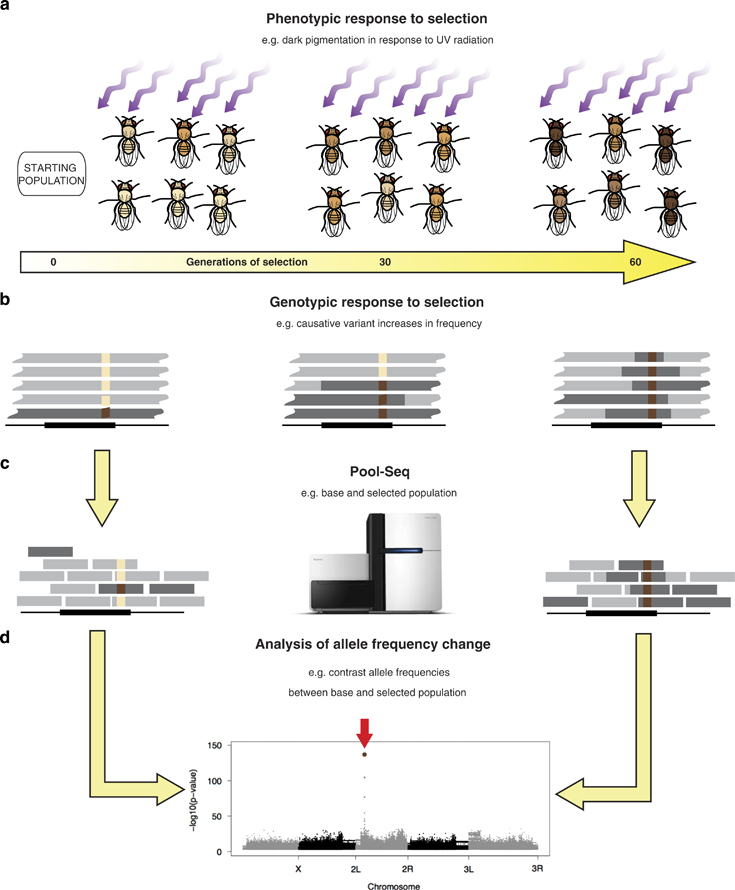 a
Phenotypic response to selection
e.g. dark pigmentation in response to UV radiation
STARTING
POPULATION
0 Generations of selection 30 60
b
Genotypic response to selection
e.g. causative variant increases in frequency
c
Pool-Seq
e.g. base and selected population
d
Analysis of allele frequency change
e.g. contrast allele frequencies
between base and selected population
150
100
50
0
−log10(p−value)
X 2L 2R 3L 3R
Chromosome